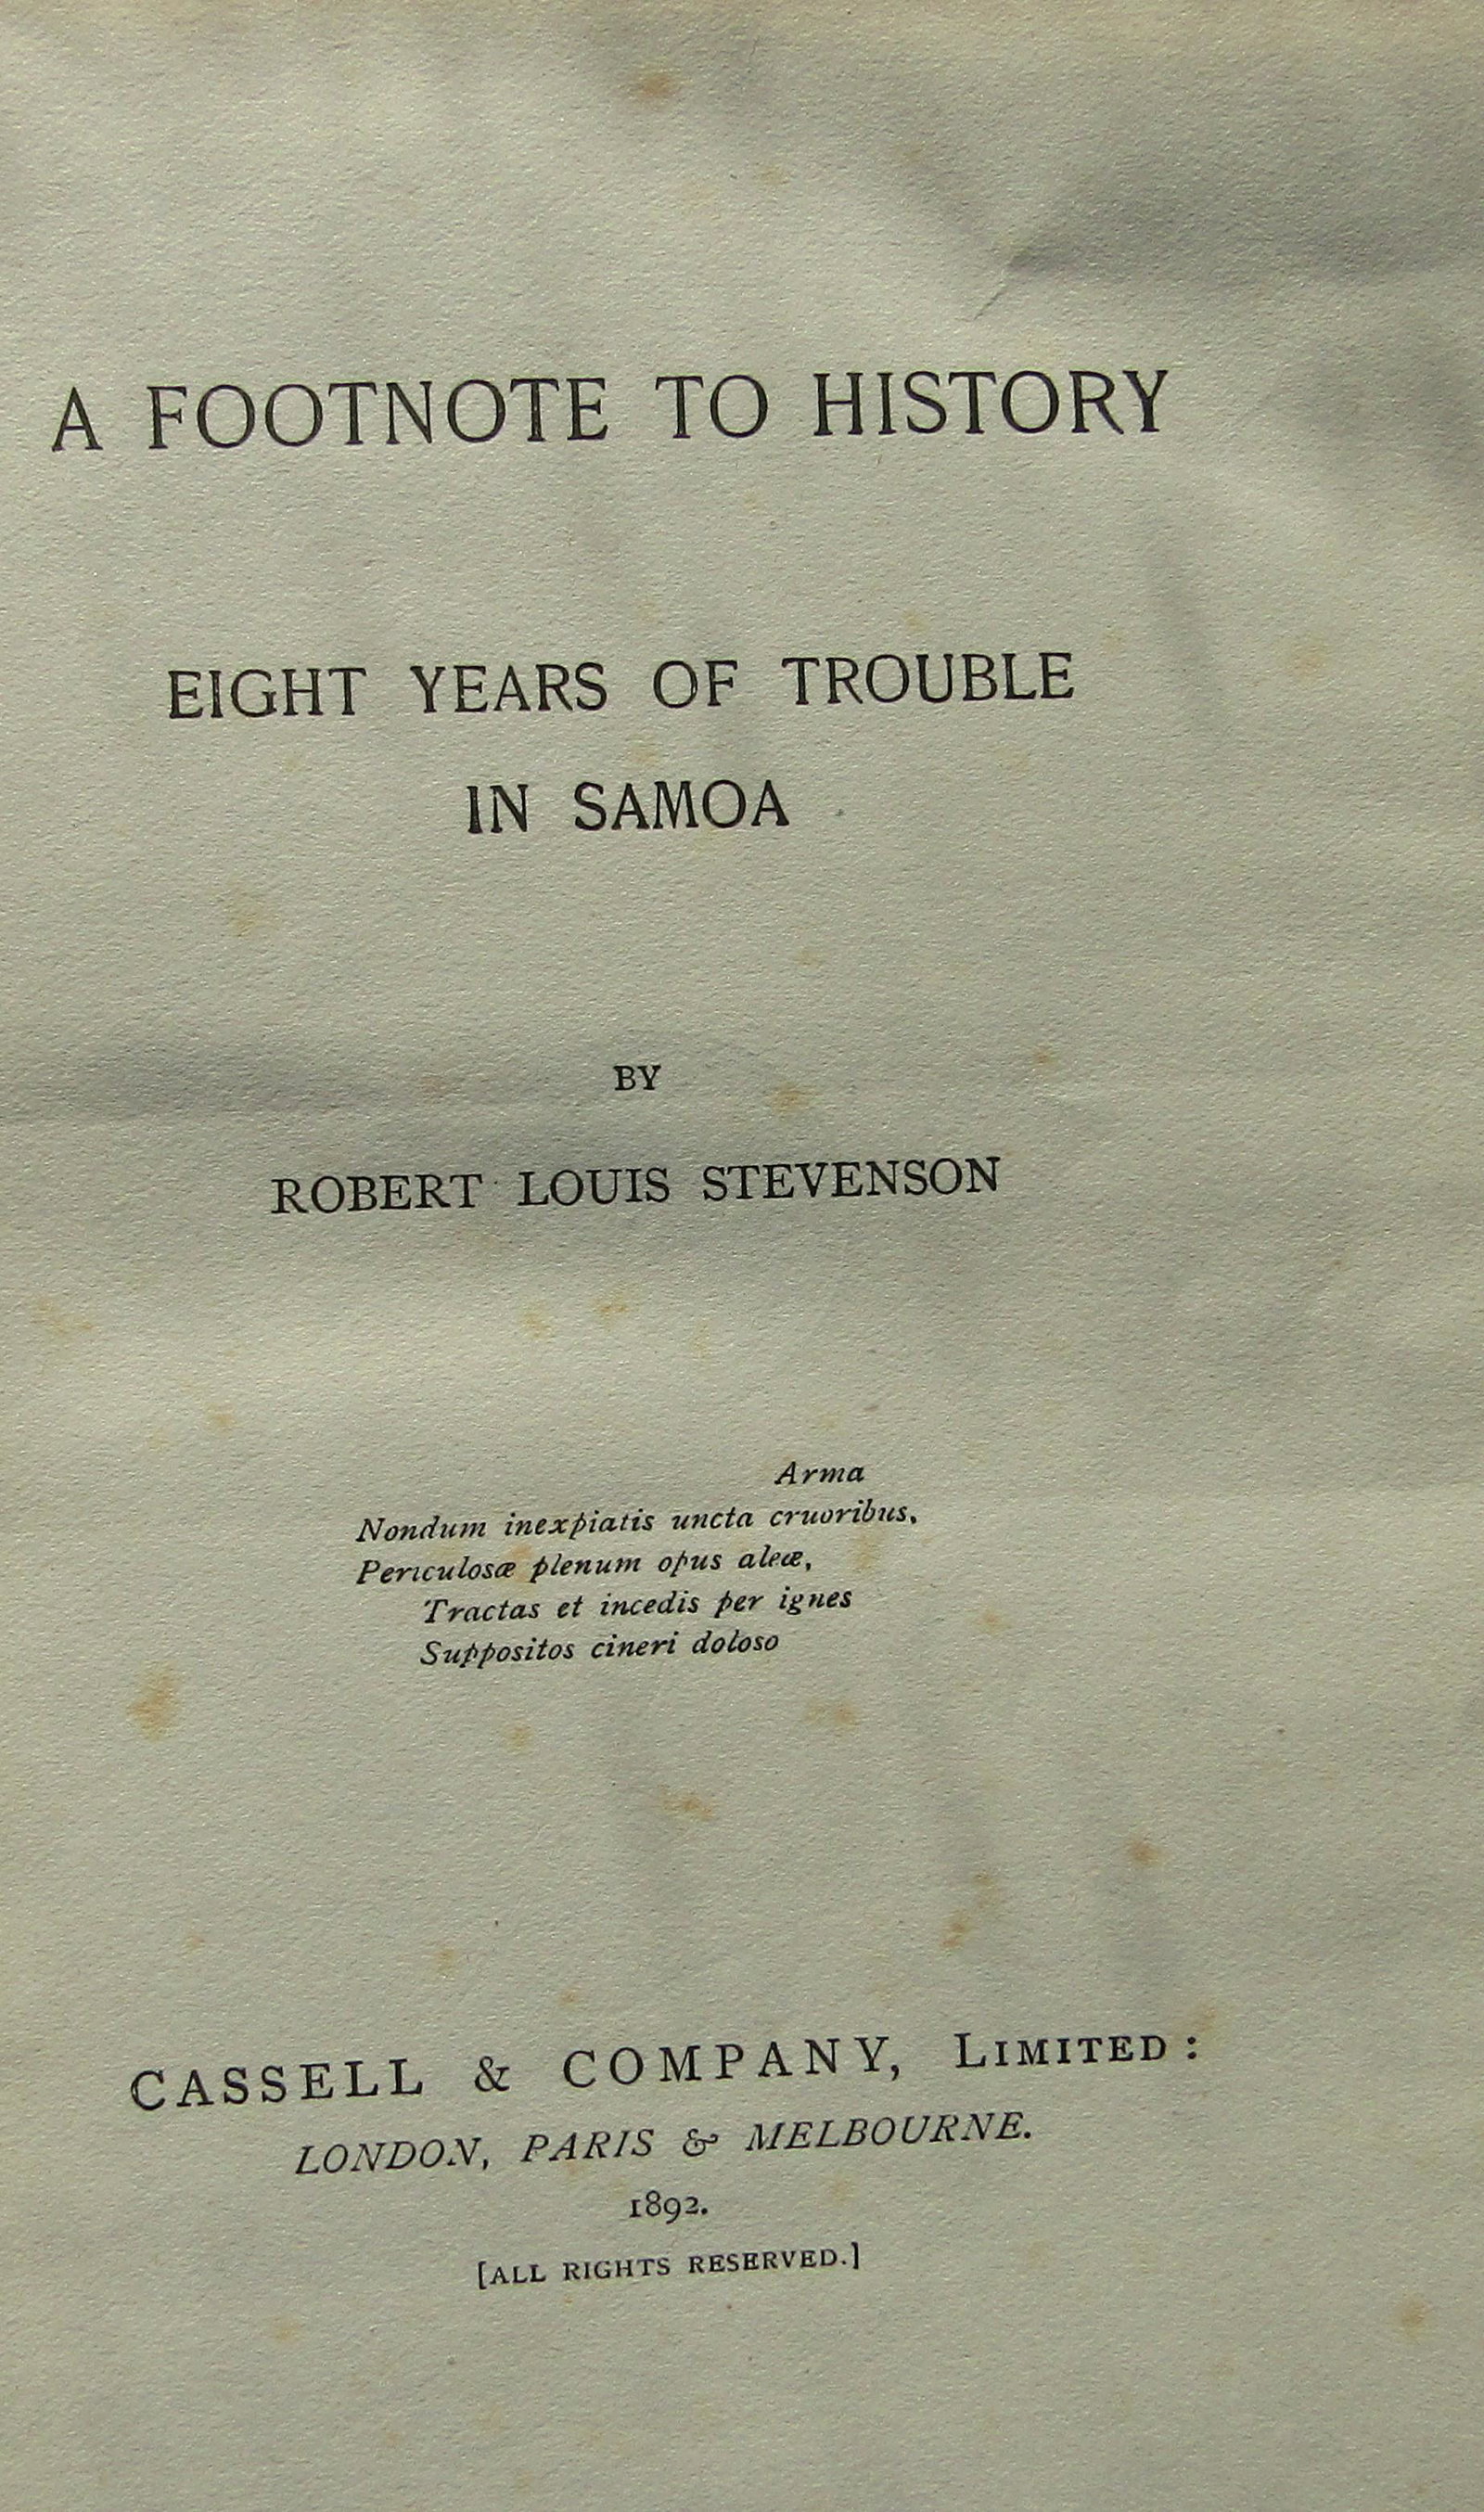 A FOOTNOTE TO HISTORY
EIGHT YEARS OF TROUBLE
IN SAMOA
BY
ROBERT LOUIS STEVENSON
Arma
Nondum inexpiatis uncta cruoribus,
Periculosæ plenum opus aleæ,
Tractas et incedis per ignes
Suppositos cineri doloso
CASSELL & COMPANY, LIMITED:
LONDON, PARIS & MELBOURNE.
1892.
[ALL RIGHTS RESERVED.]